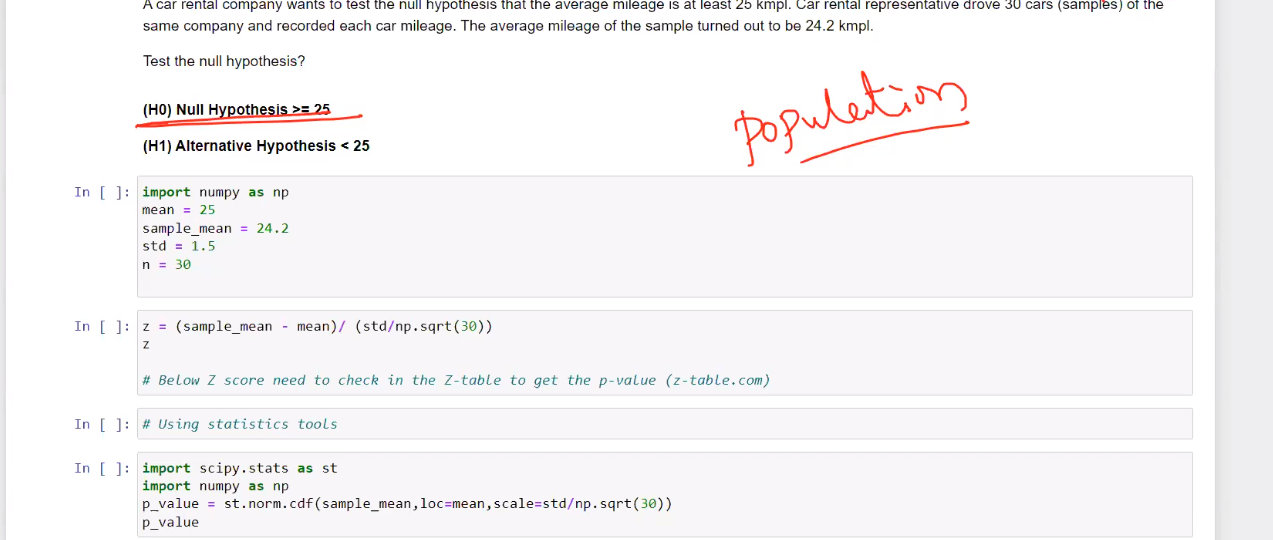 A car rental company wants to test the null hypothesis that the average mileage is at least 25 kmpl. Car rental representative drove 30 cars (samples) of the
same company and recorded each car mileage. The average mileage of the sample turned out to be 24.2 kmpl.
Test the null hypothesis?
population
(H0) Null Hypothesis >= 25
(H1) Alternative Hypothesis < 25
In [ ]: import numpy as np
mean = 25
sample_mean = 24.2
std = 1.5
n = 30
In [ ]: z = (sample_mean - mean)/ (std/np.sqrt(30))
z
# Below Z score need to check in the Z-table to get the p-value (z-table.com)
In [ ]: # Using statistics tools
In [ ]: import scipy.stats as st
import numpy as np
p_value = st.norm.cdf(sample_mean,loc=mean,scale=std/np.sqrt(30))
p_value